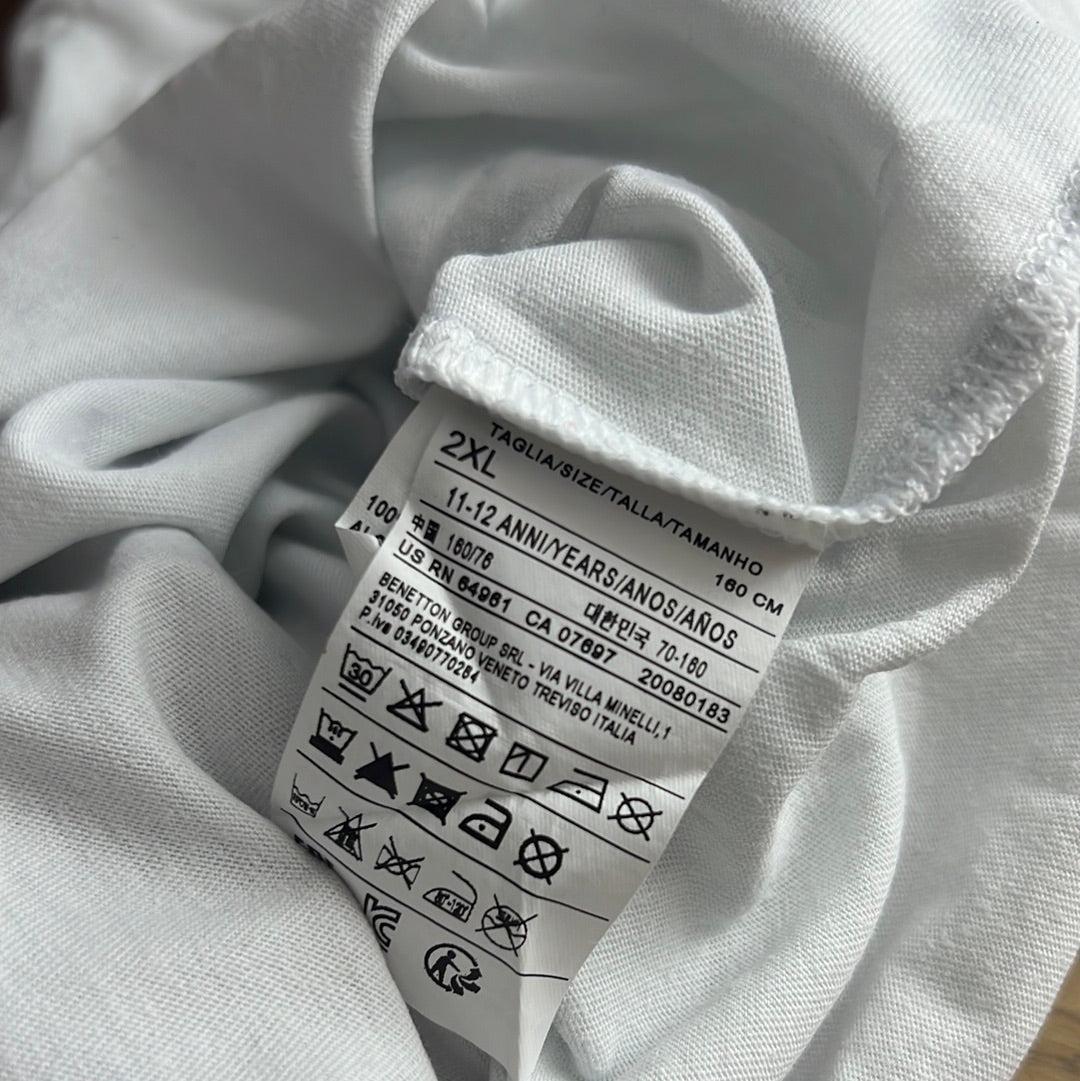 TAGLIA/SIZE/TALLA/TAMANHO
2XL
160 CM
11-12 ANNI/YEARS/ANOS/AÑOS
中国 160/76
대한민국 70-160
US RN 64961 CA 07697 20080183
BENETTON GROUP SRL - VIA VILLA MINELLI,1
31050 PONZANO VENETO TREVISO ITALIA
P.Iva 03490770264
30
100